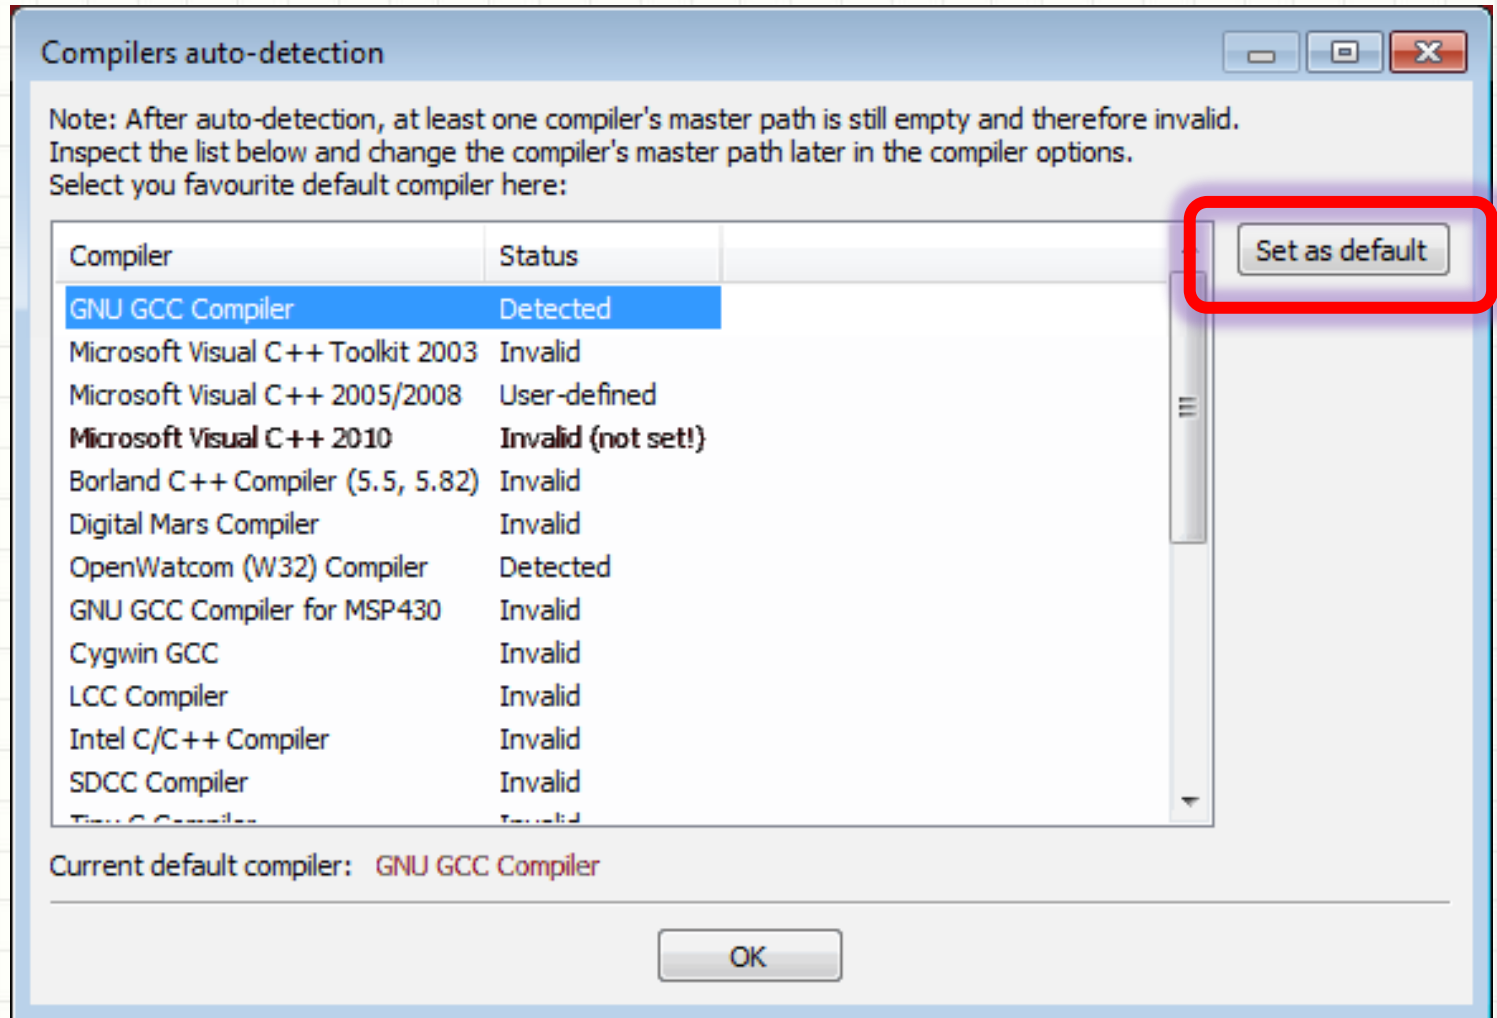 Compilers auto-detection
Note: After auto-detection, at least one compiler's master path is still empty and therefore invalid.
Inspect the list below and change the compiler's master path later in the compiler options.
Select you favourite default compiler here:
Compiler Status
Set as default
GNU GCC Compiler Detected
Microsoft Visual C++ Toolkit 2003 Invalid
Microsoft Visual C++ 2005/2008 User-defined
Microsoft Visual C++ 2010 Invalid (not set!)
Borland C++ Compiler (5.5, 5.82) Invalid
Digital Mars Compiler Invalid
OpenWatcom (W32) Compiler Detected
GNU GCC Compiler for MSP430 Invalid
Cygwin GCC Invalid
LCC Compiler Invalid
Intel C/C++ Compiler Invalid
SDCC Compiler Invalid
Tiny C Compiler Invalid
Current default compiler: GNU GCC Compiler
OK